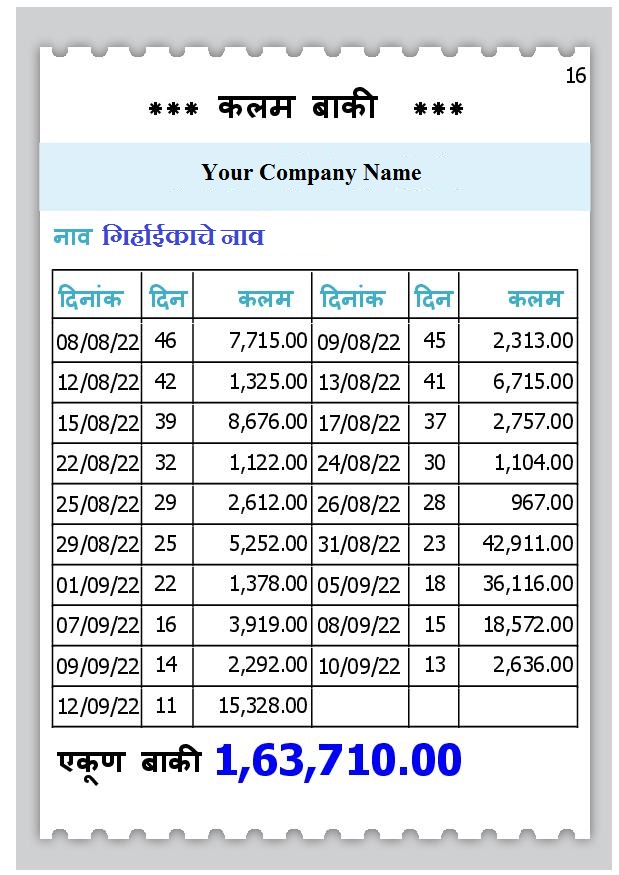 16
*** कलम बाकी ***
Your Company Name
नाव गिर्हाईकाचे नाव
दिनांक दिन कलम दिनांक दिन कलम
08/08/22 46 7,715.00 09/08/22 45 2,313.00
12/08/22 42 1,325.00 13/08/22 41 6,715.00
15/08/22 39 8,676.00 17/08/22 37 2,757.00
22/08/22 32 1,122.00 24/08/22 30 1,104.00
25/08/22 29 2,612.00 26/08/22 28 967.00
29/08/22 25 5,252.00 31/08/22 23 42,911.00
01/09/22 22 1,378.00 05/09/22 18 36,116.00
07/09/22 16 3,919.00 08/09/22 15 18,572.00
09/09/22 14 2,292.00 10/09/22 13 2,636.00
12/09/22 11 15,328.00
एकूण बाकी 1,63,710.00